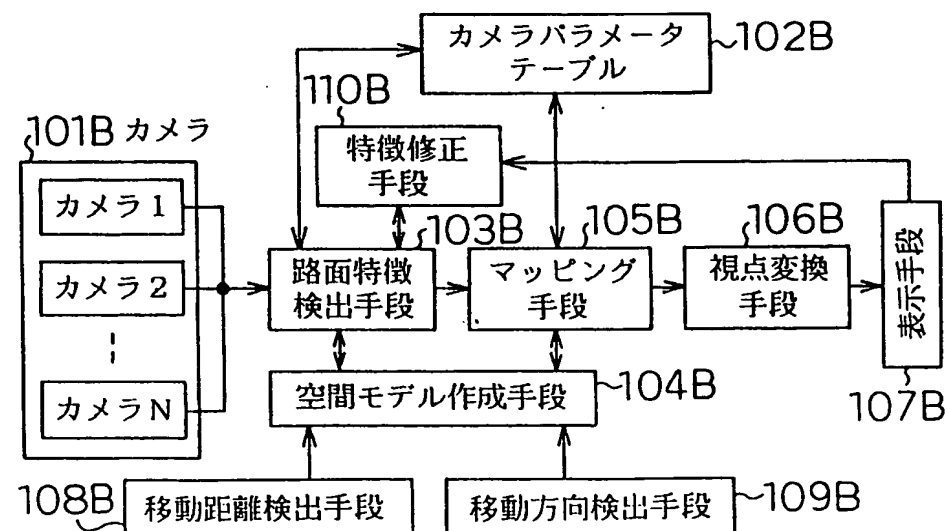 カメラパラメータ
テーブル
102B
110B
101B カメラ
特徴修正
手段
カメラ1
103B
105B
106B
路面特徴
検出手段
マッピング
手段
視点変換
手段
表示手段
カメラ2
カメラN
空間モデル作成手段
104B
107B
108B
移動距離検出手段
移動方向検出手段
109B